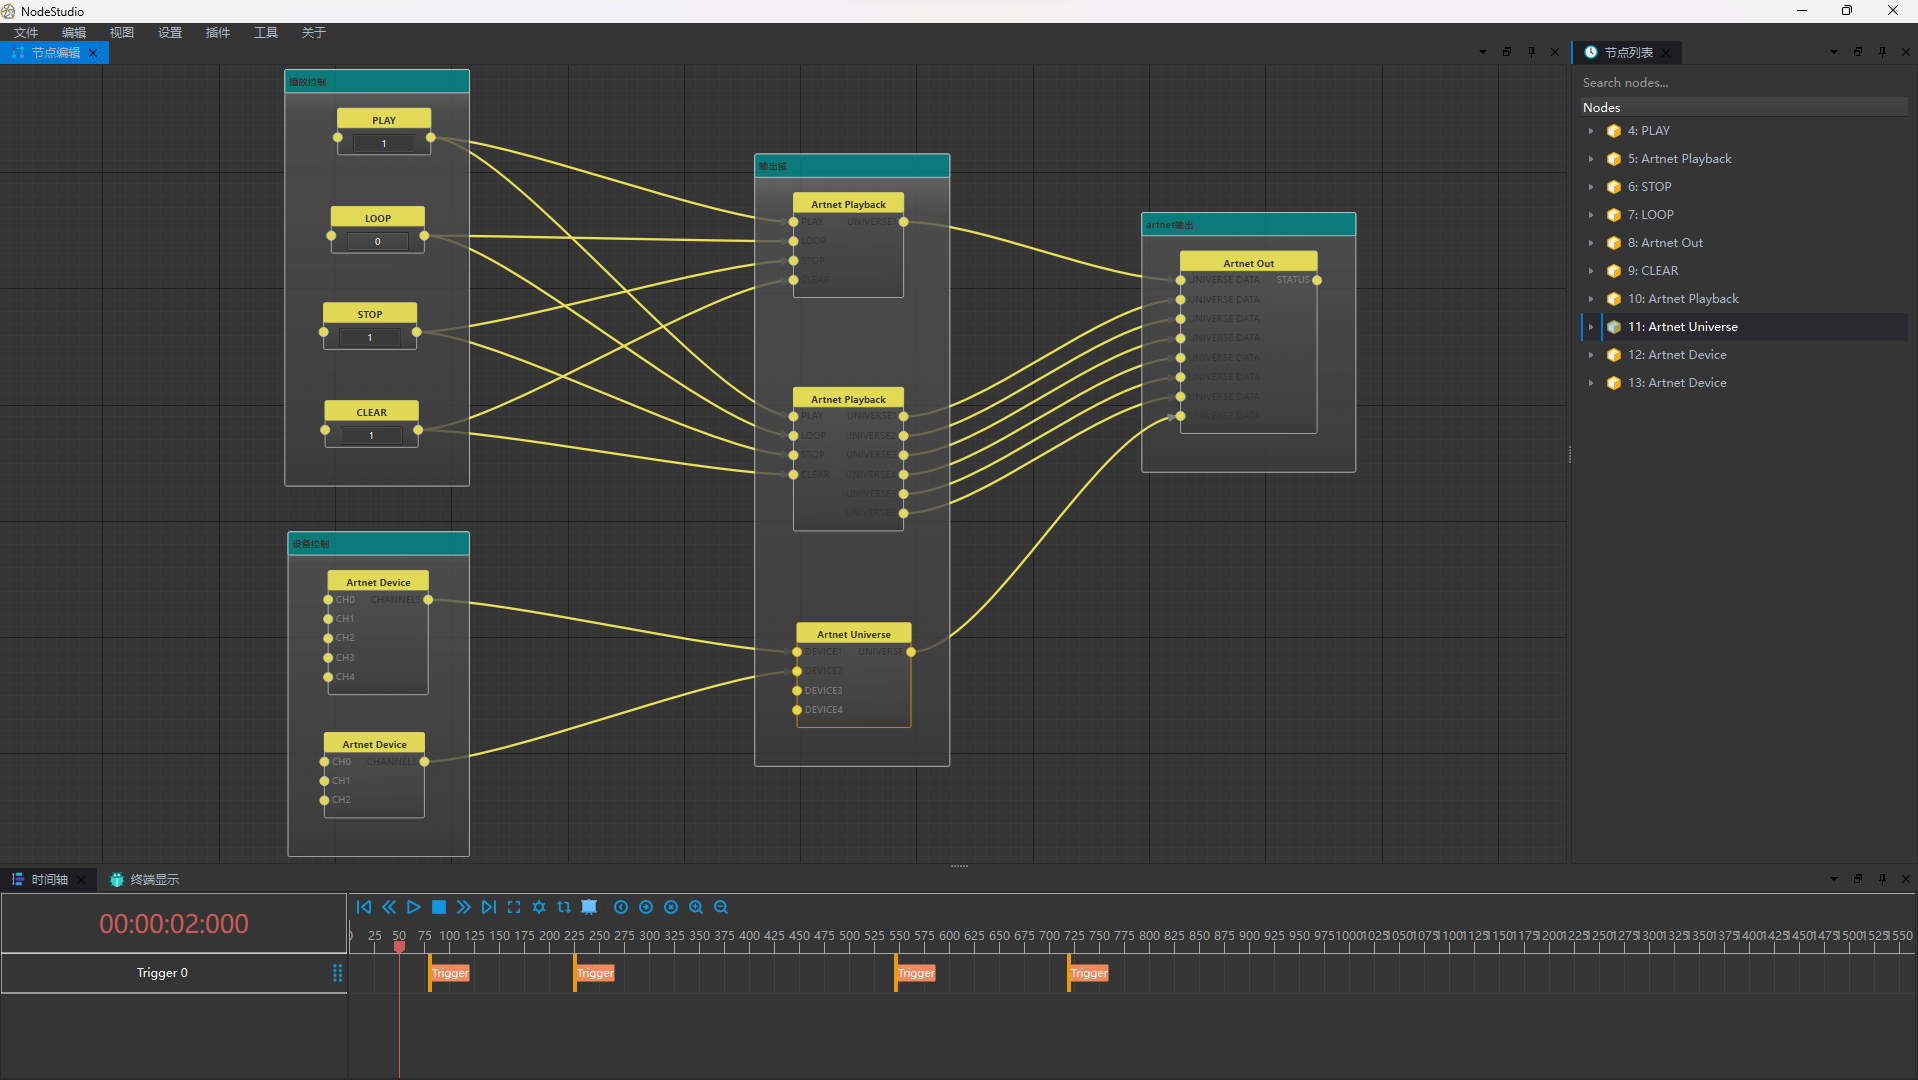 NodeStudio
文件 编辑 视图 设置 插件 工具 关于
节点编辑
播放控制
PLAY
1
LOOP
0
STOP
1
CLEAR
1
设备控制
Artnet Device
CH0 CHANNELS
CH1
CH2
CH3
CH4
Artnet Device
CH0 CHANNELS
CH1
CH2
Artnet Playback
PLAY UNIVERSE1
LOOP
STOP
CLEAR
Artnet Playback
PLAY UNIVERSE1
LOOP UNIVERSE2
STOP UNIVERSE3
CLEAR UNIVERSE4
UNIVERSE5
UNIVERSE6
Artnet Universe
DEVICE1 UNIVERSE
DEVICE2
DEVICE3
DEVICE4
artnet输出
Artnet Out
UNIVERSE DATA STATUS
UNIVERSE DATA
UNIVERSE DATA
UNIVERSE DATA
UNIVERSE DATA
UNIVERSE DATA
UNIVERSE DATA
UNIVERSE DATA
节点列表
Search nodes...
Nodes
4: PLAY
5: Artnet Playback
6: STOP
7: LOOP
8: Artnet Out
9: CLEAR
10: Artnet Playback
11: Artnet Universe
12: Artnet Device
13: Artnet Device
时间轴 终端显示
00:00:02:000
0 25 50 75 100 125 150 175 200 225 250 275 300 325 350 375 400 425 450 475 500 525 550 575 600 625 650 675 700 725 750 775 800 825 850 875 900 925 950 975 1000 1025 1050 1075 1100 1125 1150 1175 1200 1225 1250 1275 1300 1325 1350 1375 1400 1425 1450 1475 1500 1525 1550
Trigger 0
Trigger Trigger Trigger Trigger